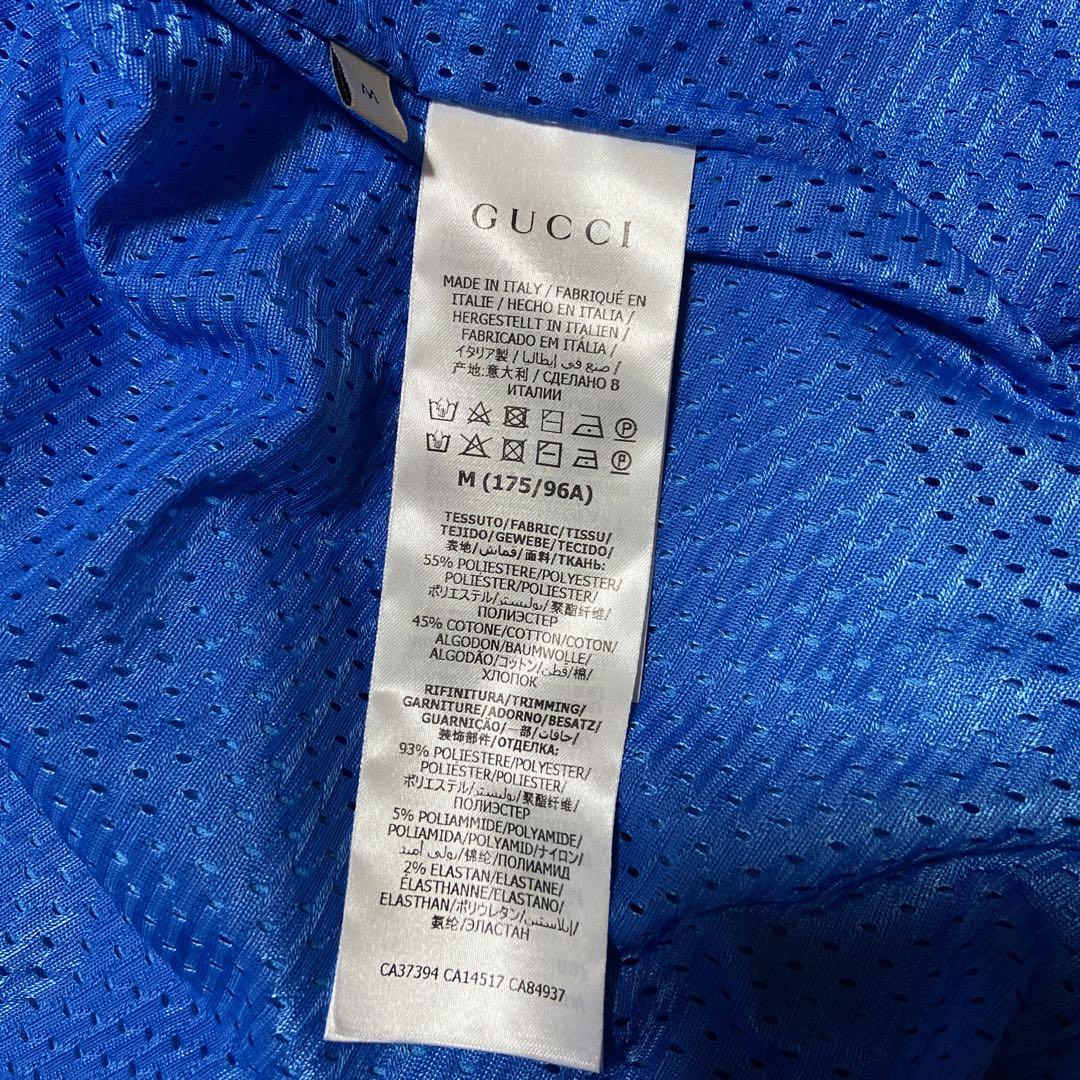 M
GUCCI
MADE IN ITALY / FABRIQUÉ EN
ITALIE / HECHO EN ITALIA /
HERGESTELLT IN ITALIEN /
FABRICADO EM ITÁLIA /
イタリア製 / صنع في إيطاليا /
产地:意大利 / СДЕЛАНО В
ИТАЛИИ
P
P
M (175/96A)
TESSUTO/FABRIC/TISSU/
TEJIDO/GEWEBE/TECIDO/
表地/قماش/面料/ТКАНЬ:
55% POLIESTERE/POLYESTER/
POLIÉSTER/POLIESTER/
ポリエステル/بوليستر/聚酯纤维/
ПОЛИЭСТЕР
45% COTONE/COTTON/COTON/
ALGODON/BAUMWOLLE/
ALGODÃO/コットン/قطن/棉/
ХЛОПОК
RIFINITURA/TRIMMING/
GARNITURE/ADORNO/BESATZ/
GUARNIÇÃO/一部/حافات/
装饰部件/ОТДЕЛКА:
93% POLIESTERE/POLYESTER/
POLIÉSTER/POLIESTER/
ポリエステル/بوليستر/聚酯纤维/
ПОЛИЭСТЕР
5% POLIAMMIDE/POLYAMIDE/
POLIAMIDA/POLYAMID/ナイロン/
بولي أميد/锦纶/ПОЛИАМИД
2% ELASTAN/ELASTANE/
ÉLASTHANNE/ELASTANO/
ELASTHAN/ポリウレタン/إيلاستين/
氨纶/ЭЛАСТАН
CA37394 CA14517 CA84937